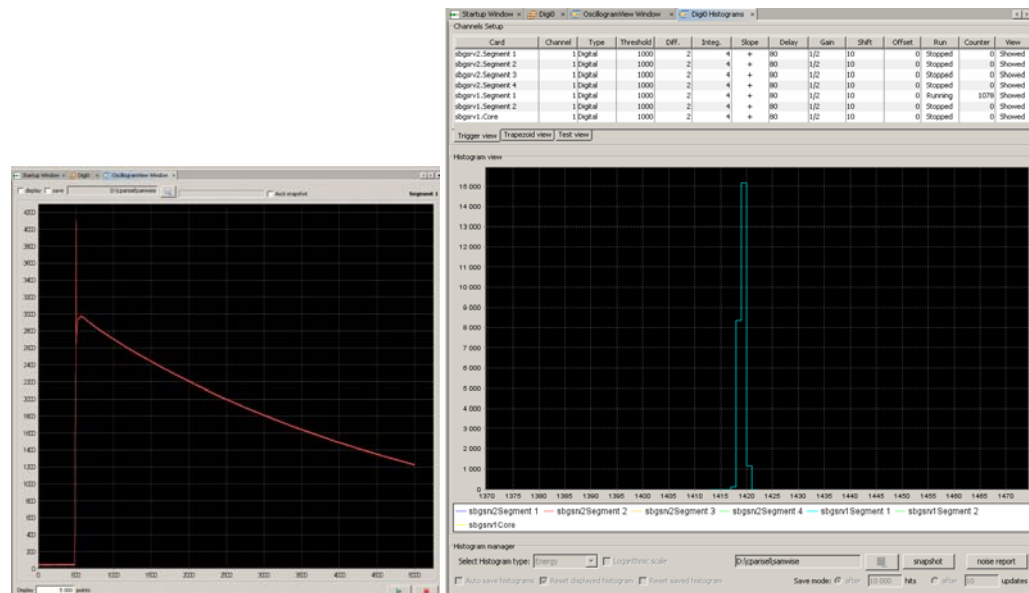 Startup Window × Digi0 × OscillogramView Window ×
display save D:\cparisel\sanwise Auto snapshot Segment 1
4200
4000
3800
3600
3400
3200
3000
2800
2600
2400
2200
2000
1800
1600
1400
1200
1000
800
600
400
200
0
0 500 1000 1500 2000 2500 3000 3500 4000 4500 5000
Display 5 000 points
Startup Window × Digi0 × OscillogramView Window × Digi0 Histograms ×
Channels Setup
Card Channel Type Threshold Diff. Integ. Slope Delay Gain Shift Offset Run Counter View
sbgsrv2.Segment 1 1 Digital 1000 2 4 + 80 1/2 10 0 Stopped 0 Showed
sbgsrv2.Segment 2 1 Digital 1000 2 4 + 80 1/2 10 0 Stopped 0 Showed
sbgsrv2.Segment 3 1 Digital 1000 2 4 + 80 1/2 10 0 Stopped 0 Showed
sbgsrv2.Segment 4 1 Digital 1000 2 4 + 80 1/2 10 0 Stopped 0 Showed
sbgsrv1.Segment 1 1 Digital 1000 2 4 + 80 1/2 10 0 Running 1078 Showed
sbgsrv1.Segment 2 1 Digital 1000 2 4 + 80 1/2 10 0 Stopped 0 Showed
sbgsrv1.Core 1 Digital 1000 2 4 + 80 1/2 10 0 Stopped 0 Showed
Trigger view Trapezoid view Test view
Histogram view
15 000
14 000
13 000
12 000
11 000
10 000
9 000
8 000
7 000
6 000
5 000
4 000
3 000
2 000
1 000
0
1370 1375 1380 1385 1390 1395 1400 1405 1410 1415 1420 1425 1430 1435 1440 1445 1450 1455 1460 1465 1470
sbgsrv2Segment 1 sbgsrv2Segment 2 sbgsrv2Segment 3 sbgsrv2Segment 4 sbgsrv1Segment 1 sbgsrv1Segment 2
sbgsrv1Core
Histogram manager
Select Histogram type: Energy Logarithmic scale D:\cparisel\sanwise snapshot noise report
Auto save histograms Reset displayed histogram Reset saved histogram Save mode: after 10 000 hits after 10 updates